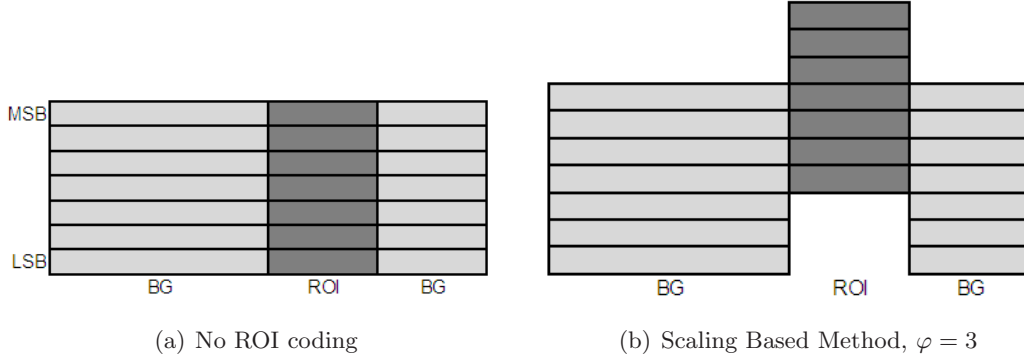 MSB
LSB
BG ROI BG
BG ROI BG
(a) No ROI coding
(b) Scaling Based Method, φ = 3